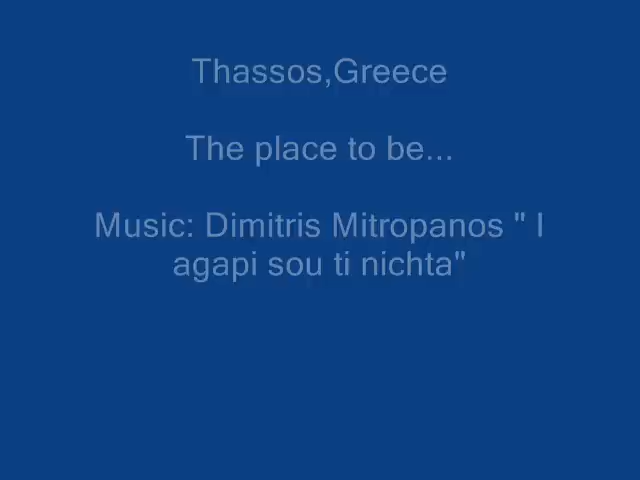 Thassos,Greece
The place to be...
Music: Dimitris Mitropanos " I
agapi sou ti nichta"